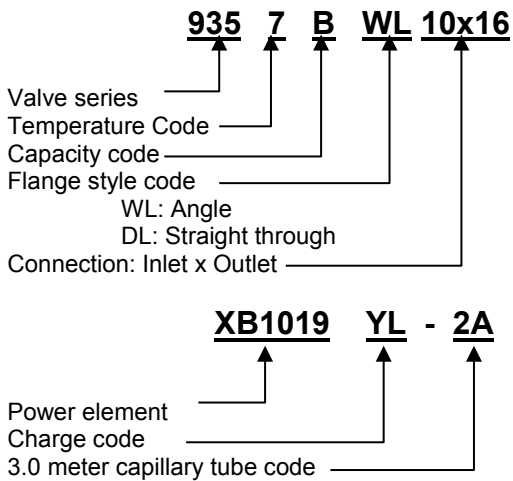 935 7 B WL 10x16
Valve series
Temperature Code
Capacity code
Flange style code
WL: Angle
DL: Straight through
Connection: Inlet x Outlet
XB1019 YL - 2A
Power element
Charge code
3.0 meter capillary tube code